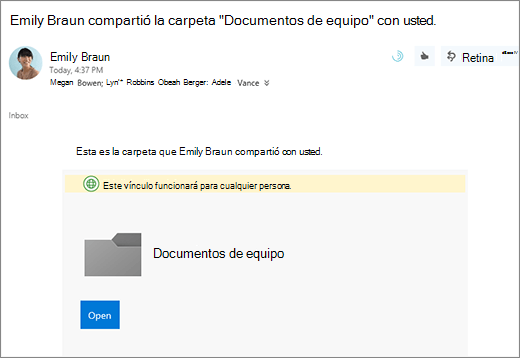 Emily Braun compartió la carpeta "Documentos de equipo" con usted.
Emily Braun
Today, 4:37 PM
Retina
Megan Bowen; Robbins Obeah Berger: Adele Vance
Inbox
Esta es la carpeta que Emily Braun compartió con usted.
Este vínculo funcionará para cualquier persona.
Documentos de equipo
Open